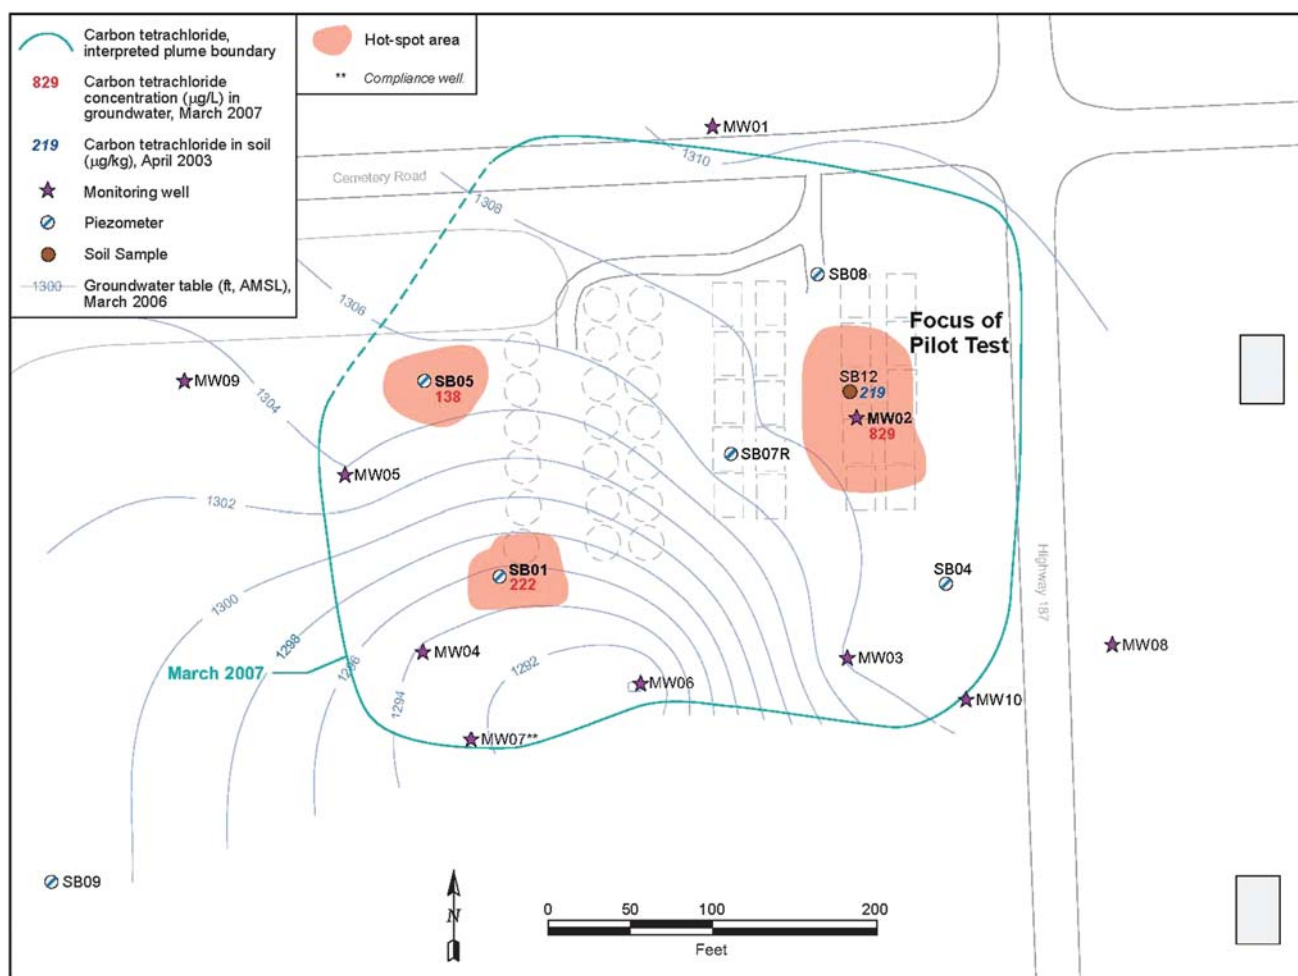 Carbon tetrachloride,
interpreted plume boundary
829
Carbon tetrachloride
concentration (µg/L) in
groundwater, March 2007
219
Carbon tetrachloride in soil
(µg/kg), April 2003
Monitoring well
Piezometer
Soil Sample
1300
Groundwater table (ft, AMSL),
March 2006
Hot-spot area
** Compliance well.
MW01
1310
Cemetery Road
1308
SB08
1306
Focus of
Pilot Test
MW09
SB05
138
SB12
219
MW02
829
1304
SB07R
MW05
1302
SB01
222
SB04
Highway 187
1300
1298
MW04
MW03
MW08
1296
1292
March 2007
MW06
MW10
1294
MW07**
SB09
N
0 50 100 200
Feet